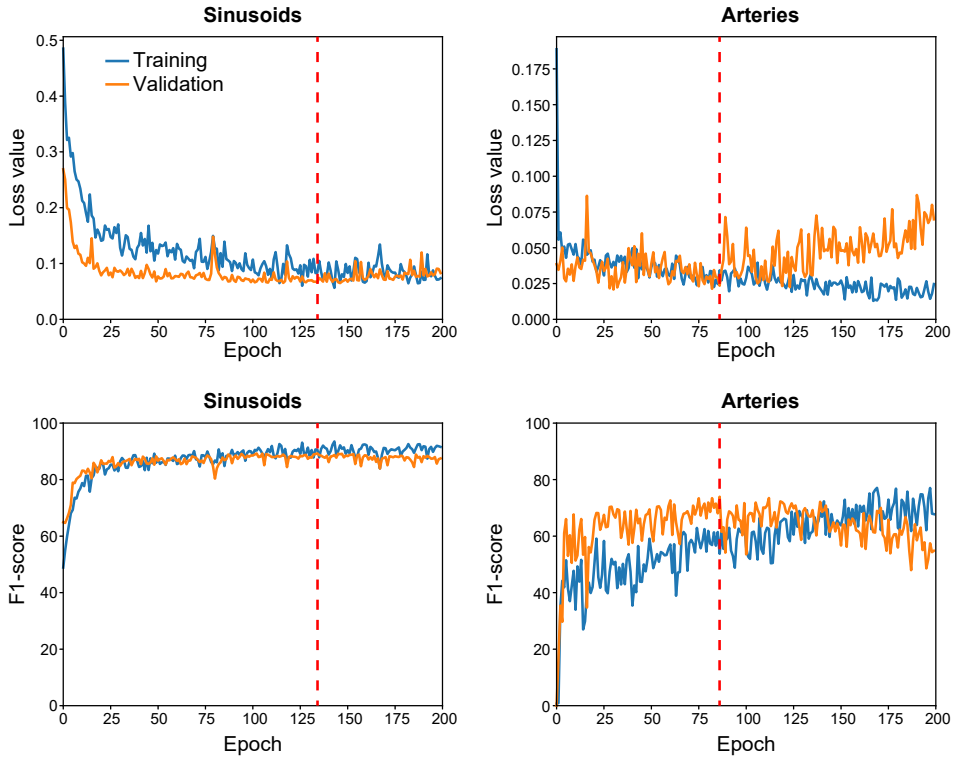 Sinusoids
0.5
0.4
0.3
0.2
0.1
0.0
Loss value
Training
Validation
0 25 50 75 100 125 150 175 200
Epoch
Arteries
0.175
0.150
0.125
0.100
0.075
0.050
0.025
0.000
Loss value
0 25 50 75 100 125 150 175 200
Epoch
Sinusoids
100
80
60
40
20
0
F1-score
0 25 50 75 100 125 150 175 200
Epoch
Arteries
100
80
60
40
20
0
F1-score
0 25 50 75 100 125 150 175 200
Epoch